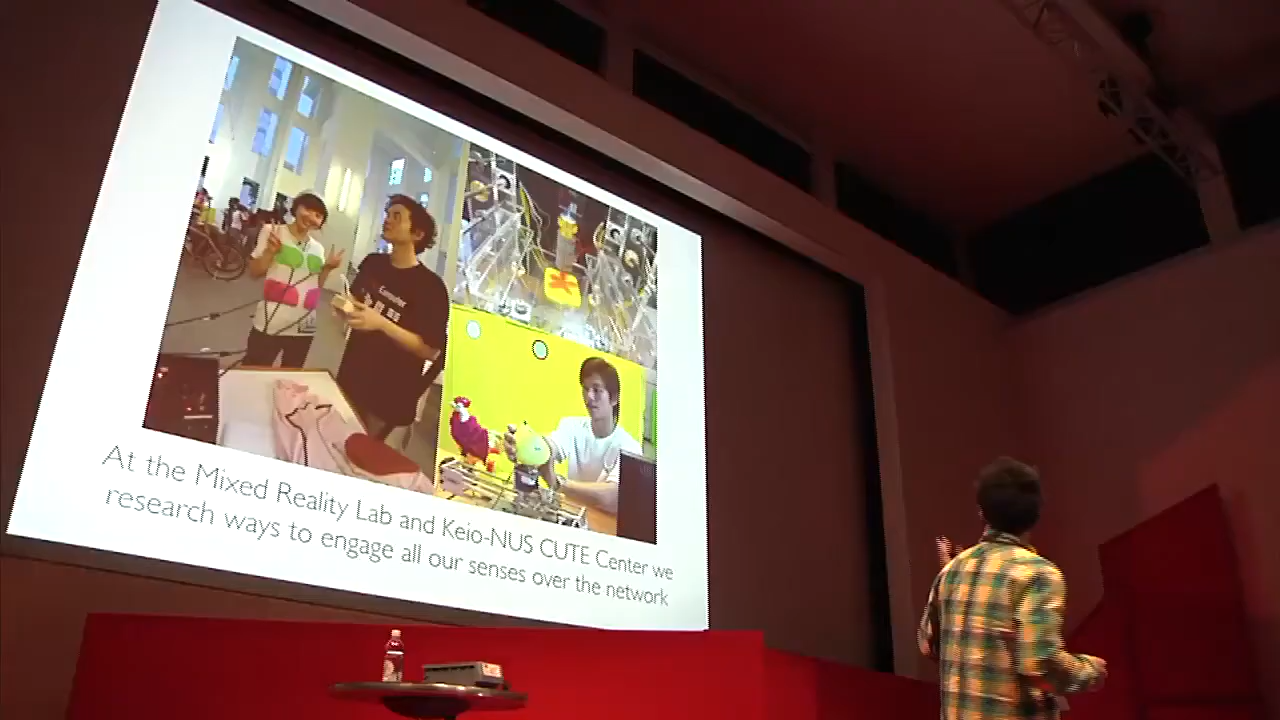 At the Mixed Reality Lab and Keio-NUS CUTE Center we
research ways to engage all our senses over the network